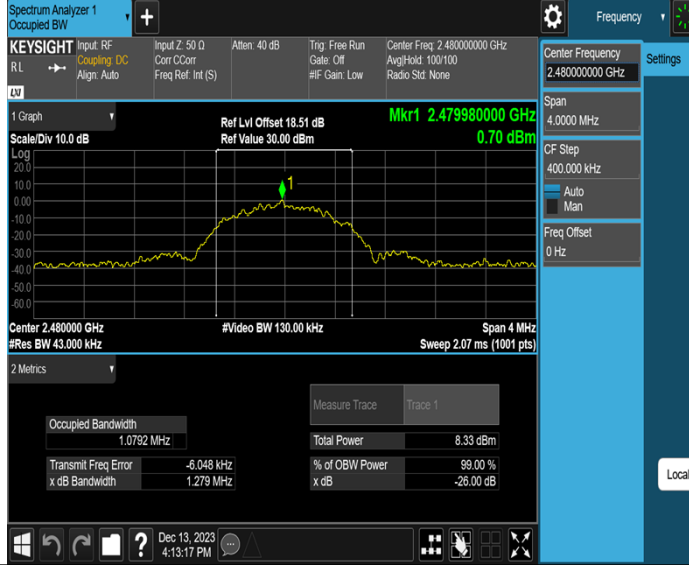 Spectrum Analyzer 1
Occupied BW
+
Frequency
KEYSIGHT
RL
LXI
Input: RF
Coupling: DC
Align: Auto
Input Z: 50 Ω
Corr CCorr
Freq Ref: Int (S)
Atten: 40 dB
Trig: Free Run
Gate: Off
#IF Gain: Low
Center Freq: 2.480000000 GHz
Avg|Hold: 100/100
Radio Std: None
Center Frequency
2.480000000 GHz
Settings
Span
4.0000 MHz
CF Step
400.000 kHz
Auto
Man
Freq Offset
0 Hz
Local
1 Graph
Scale/Div 10.0 dB
Ref Lvl Offset 18.51 dB
Ref Value 30.00 dBm
Mkr1 2.479980000 GHz
0.70 dBm
Log
20.0
10.0
0.00
-10.0
-20.0
-30.0
-40.0
-50.0
-60.0
1
Center 2.480000 GHz
#Res BW 43.000 kHz
#Video BW 130.00 kHz
Span 4 MHz
Sweep 2.07 ms (1001 pts)
2 Metrics
Measure Trace Trace 1
Occupied Bandwidth
1.0792 MHz
Total Power 8.33 dBm
Transmit Freq Error -6.048 kHz
% of OBW Power 99.00 %
x dB Bandwidth 1.279 MHz
x dB -26.00 dB
?
Dec 13, 2023
4:13:17 PM